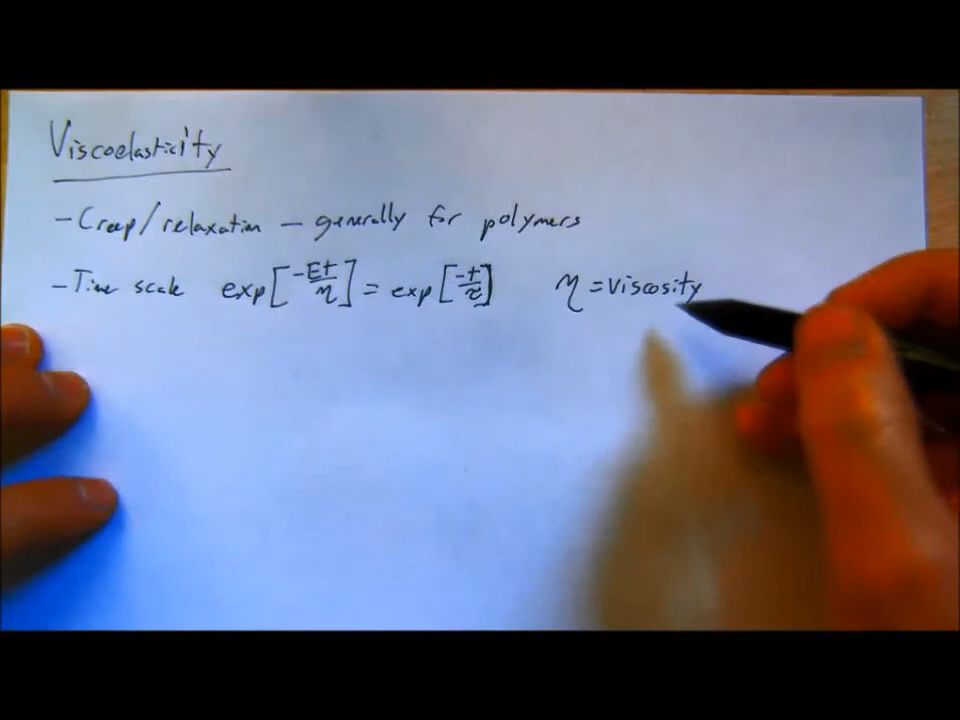 Viscoelasticity
- Creep/relaxation - generally for polymers
- Time scale exp[-Et/η] = exp[-t/τ] η = viscosity